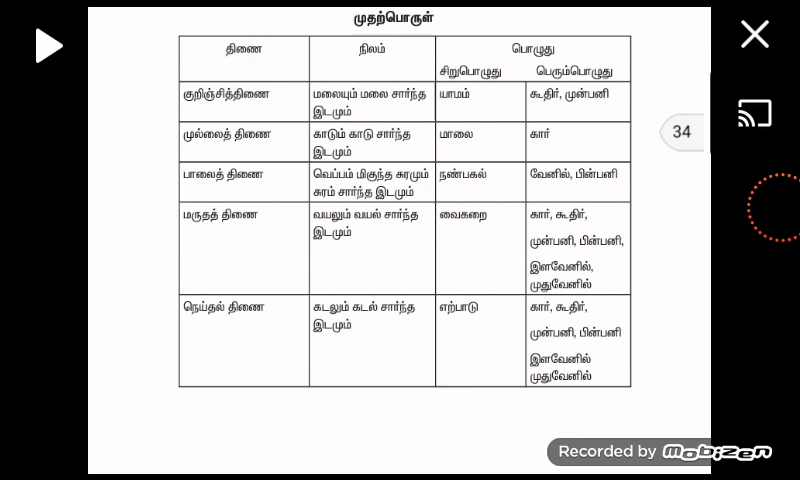 முதற்பொருள்
திணை நிலம் பொழுது
சிறுபொழுது பெரும்பொழுது
குறிஞ்சித்திணை மலையும் மலை சார்ந்த யாமம் கூதிர், முன்பனி
இடமும்
முல்லைத் திணை காடும் காடு சார்ந்த மாலை கார்
இடமும்
பாலைத் திணை வெப்பம் மிகுந்த சுரமும் நண்பகல் வேனில், பின்பனி
சுரம் சார்ந்த இடமும்
மருதத் திணை வயலும் வயல் சார்ந்த வைகறை கார், கூதிர்,
இடமும்
முன்பனி, பின்பனி,
இளவேனில்,
முதுவேனில்
நெய்தல் திணை கடலும் கடல் சார்ந்த எற்பாடு கார், கூதிர்,
இடமும்
முன்பனி, பின்பனி
இளவேனில்
முதுவேனில்
34
Recorded by Mobizen